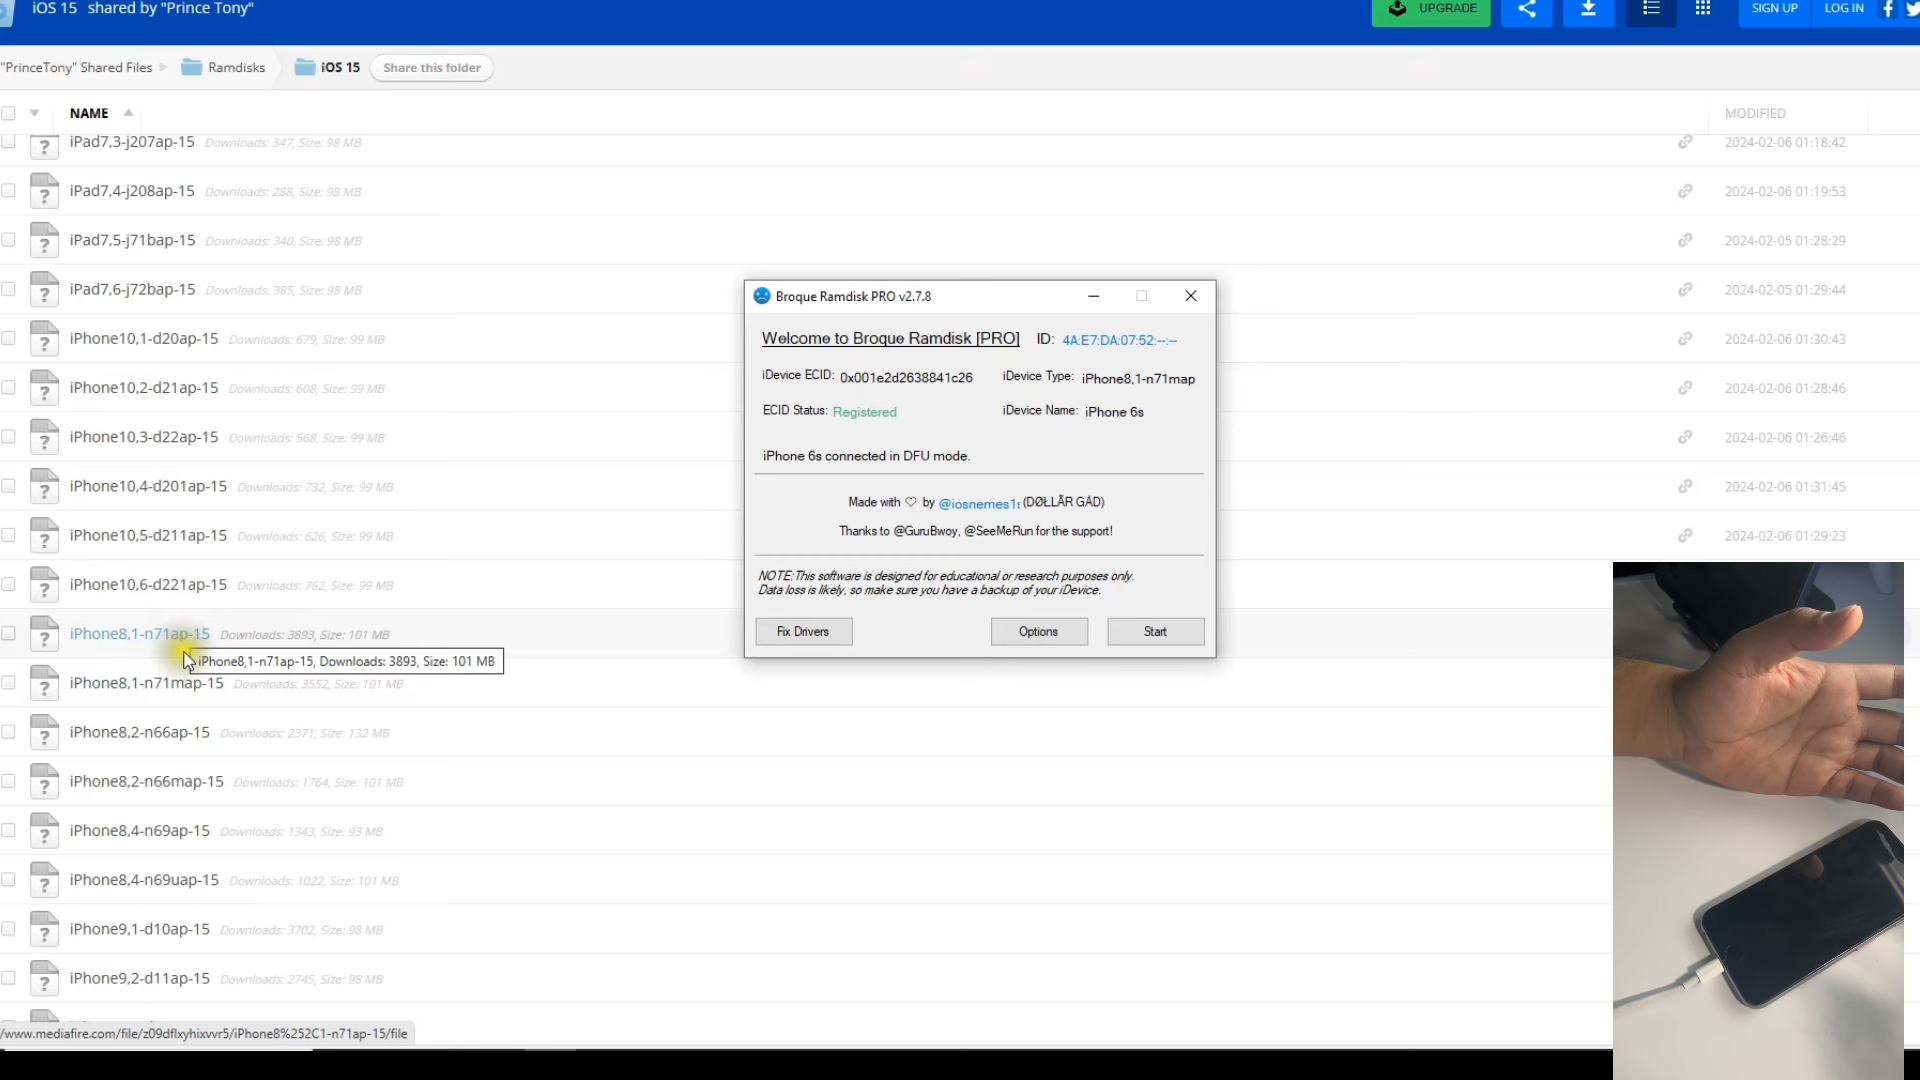 iOS 15 shared by "Prince Tony"
UPGRADE
SIGN UP
LOG IN
"PrinceTony" Shared Files
Ramdisks
iOS 15
Share this folder
NAME
MODIFIED
iPad7,3-j207ap-15 Downloads: 347, Size: 98 MB 2024-02-06 01:18:42
iPad7,4-j208ap-15 Downloads: 288, Size: 98 MB 2024-02-06 01:19:53
iPad7,5-j71bap-15 Downloads: 340, Size: 98 MB 2024-02-05 01:28:29
iPad7,6-j72bap-15 Downloads: 385, Size: 98 MB 2024-02-05 01:29:44
iPhone10,1-d20ap-15 Downloads: 679, Size: 99 MB 2024-02-06 01:30:43
iPhone10,2-d21ap-15 Downloads: 608, Size: 99 MB 2024-02-06 01:28:46
iPhone10,3-d22ap-15 Downloads: 568, Size: 99 MB 2024-02-06 01:26:46
iPhone10,4-d201ap-15 Downloads: 732, Size: 99 MB 2024-02-06 01:31:45
iPhone10,5-d211ap-15 Downloads: 626, Size: 99 MB 2024-02-06 01:29:23
iPhone10,6-d221ap-15 Downloads: 762, Size: 99 MB
iPhone8,1-n71ap-15 Downloads: 3893, Size: 101 MB
iPhone8,1-n71ap-15, Downloads: 3893, Size: 101 MB
iPhone8,1-n71map-15 Downloads: 3552, Size: 101 MB
iPhone8,2-n66ap-15 Downloads: 2371, Size: 132 MB
iPhone8,2-n66map-15 Downloads: 1764, Size: 101 MB
iPhone8,4-n69ap-15 Downloads: 1343, Size: 93 MB
iPhone8,4-n69uap-15 Downloads: 1022, Size: 101 MB
iPhone9,1-d10ap-15 Downloads: 3702, Size: 98 MB
iPhone9,2-d11ap-15 Downloads: 2745, Size: 98 MB
/www.mediafire.com/file/z09dflxyhixvvr5/iPhone8%252C1-n71ap-15/file
Broque Ramdisk PRO v2.7.8
Welcome to Broque Ramdisk [PRO] ID: 4A:E7:DA:07:52:--:--
iDevice ECID: 0x001e2d2638841c26 iDevice Type: iPhone8,1-n71map
ECID Status: Registered iDevice Name: iPhone 6s
iPhone 6s connected in DFU mode.
Made with ♡ by @iosnemes1s (DØŁLÃR GÅD)
Thanks to @GuruBwoy, @SeeMeRun for the support!
NOTE:This software is designed for educational or research purposes only.
Data loss is likely, so make sure you have a backup of your iDevice.
Fix Drivers
Options
Start